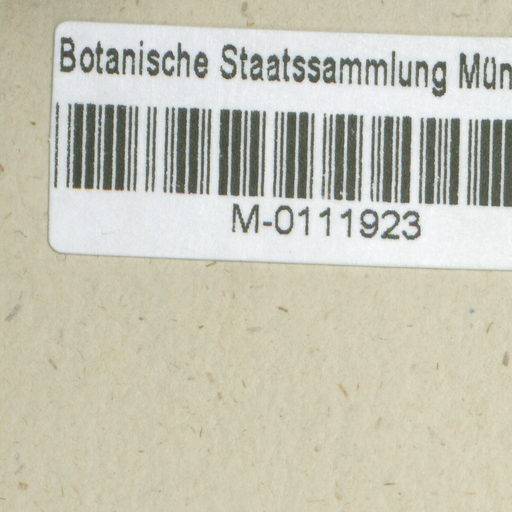 Botanische Staatssammlung Mün
M-0111923